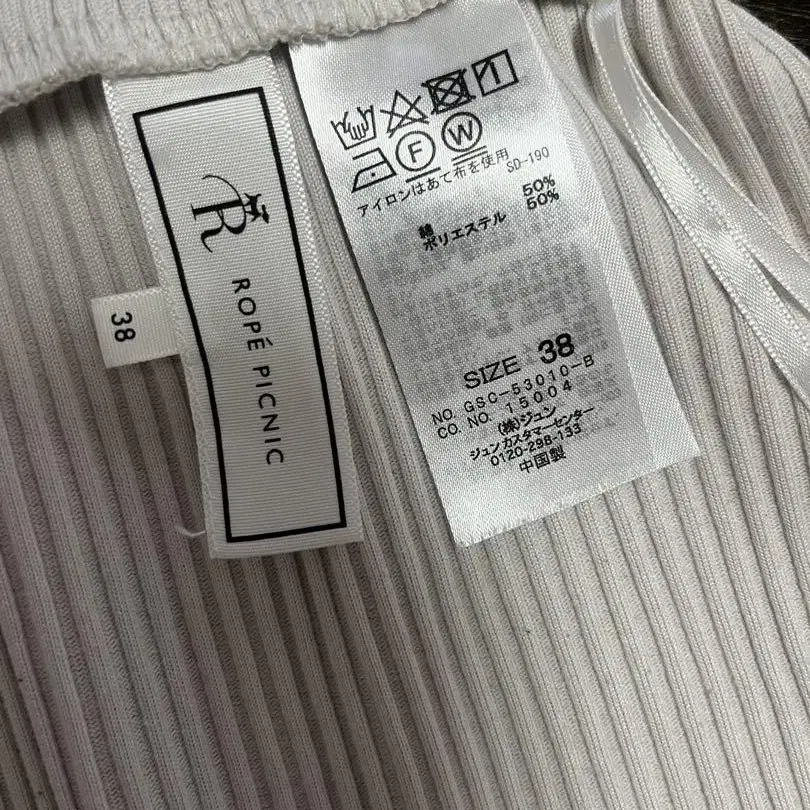 R
ROPÉ PICNIC
38
F W
アイロンはあて布を使用
SD-190
綿 50%
ポリエステル 50%
SIZE 38
NO. GSC-53010-B
CO. NO. 15004
(株)ジュン
ジュンカスタマーセンター
0120-298-133
中国製